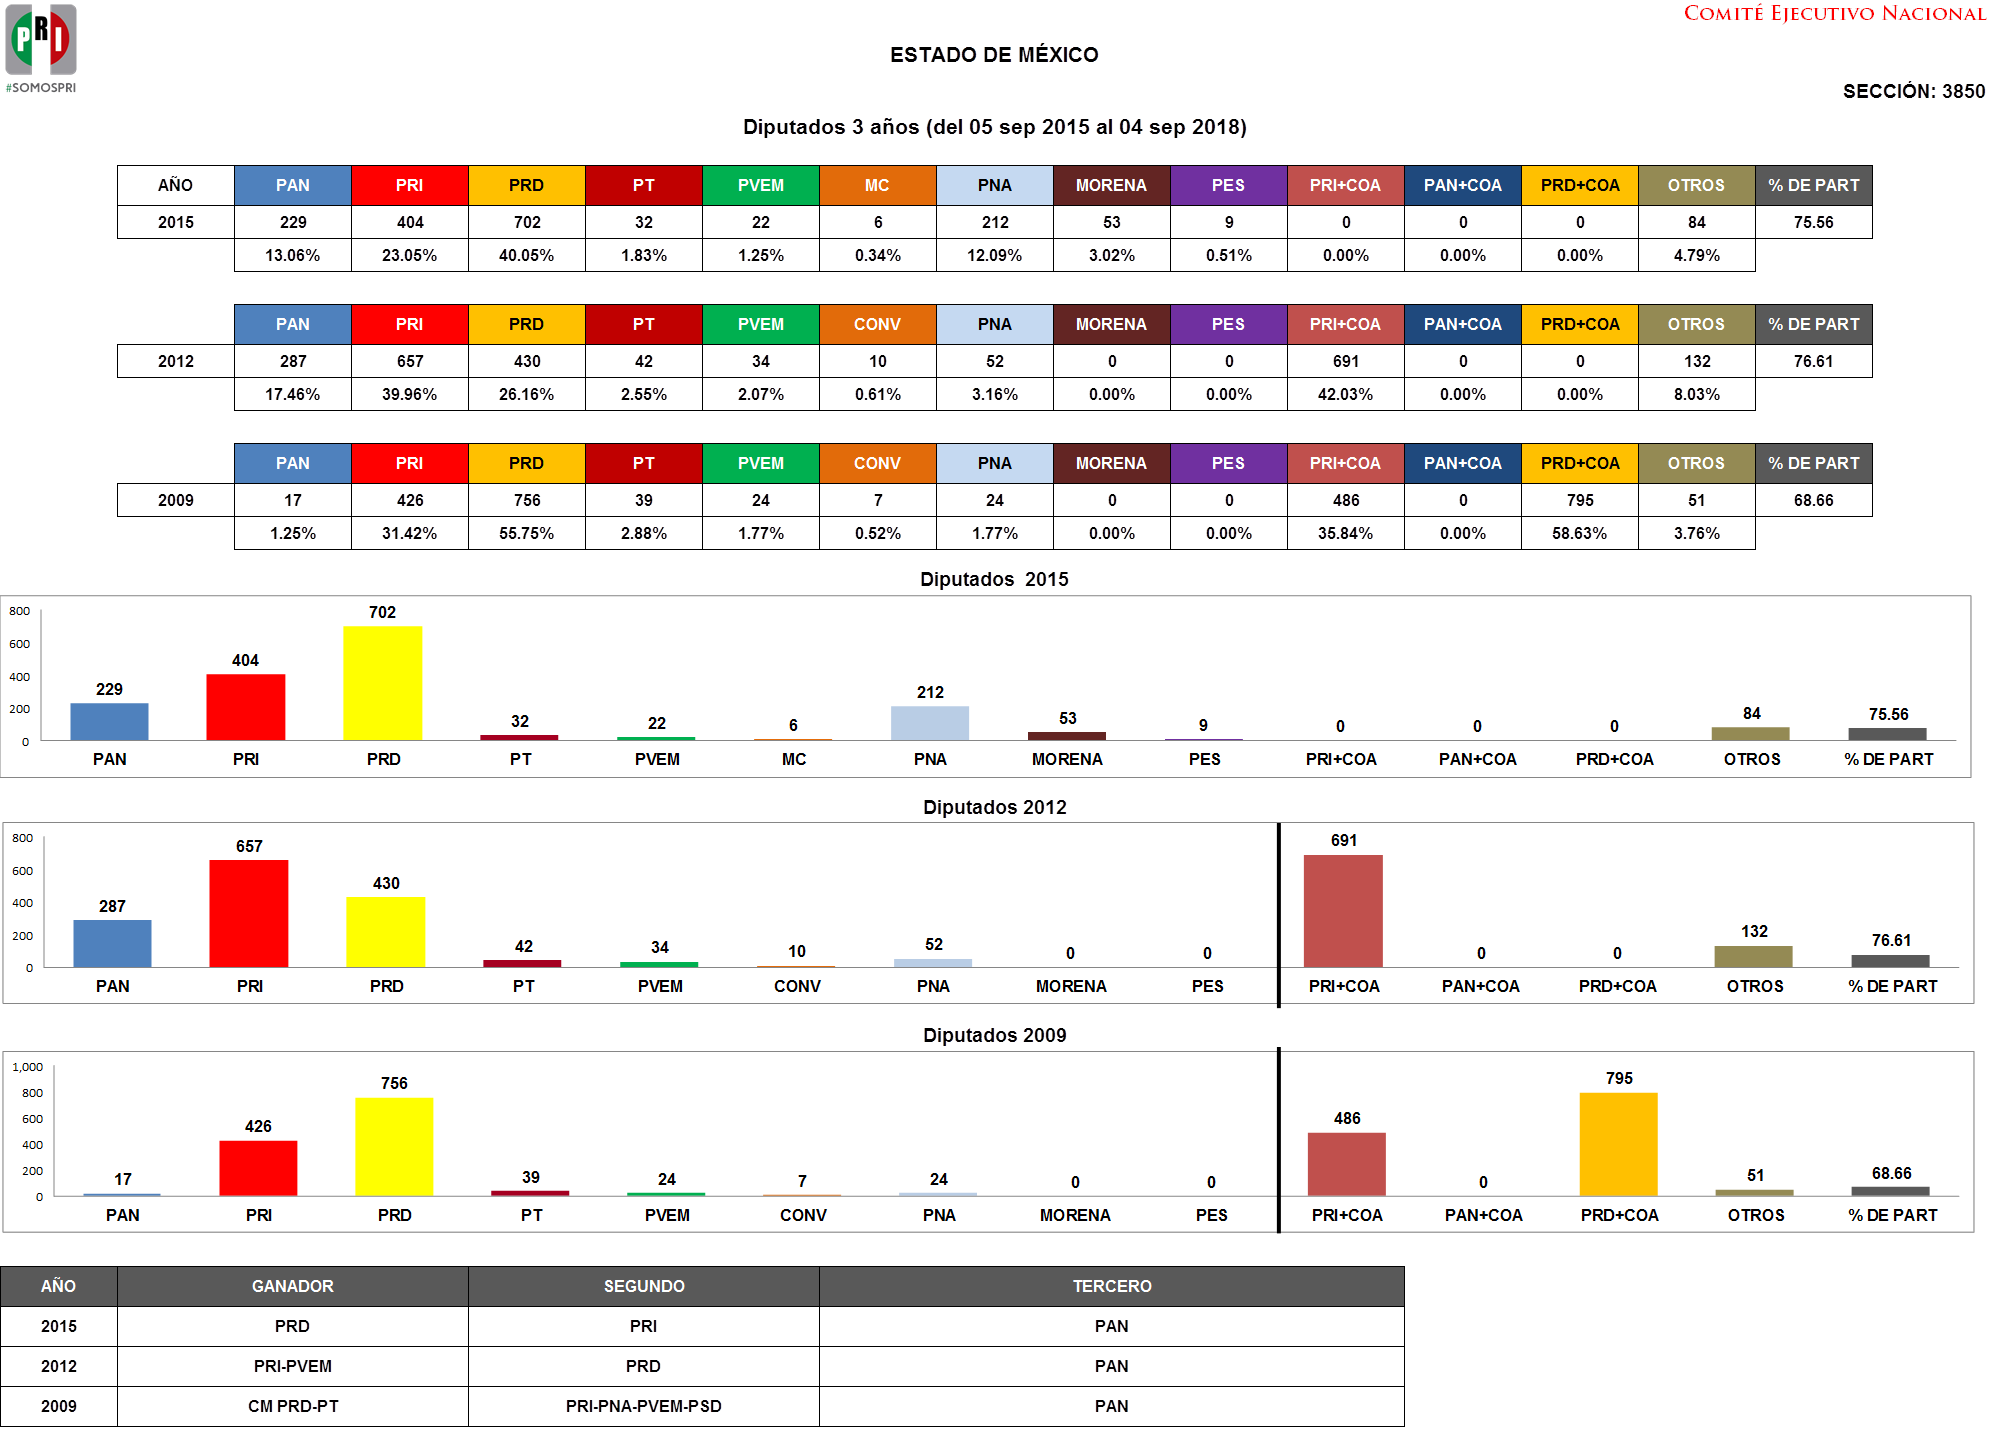 PRI
#SOMOSPRI
COMITÉ EJECUTIVO NACIONAL
ESTADO DE MÉXICO
SECCIÓN: 3850
Diputados 3 años (del 05 sep 2015 al 04 sep 2018)
AÑO PAN PRI PRD PT PVEM MC PNA MORENA PES PRI+COA PAN+COA PRD+COA OTROS % DE PART
2015 229 404 702 32 22 6 212 53 9 0 0 0 84 75.56
13.06% 23.05% 40.05% 1.83% 1.25% 0.34% 12.09% 3.02% 0.51% 0.00% 0.00% 0.00% 4.79%
PAN PRI PRD PT PVEM CONV PNA MORENA PES PRI+COA PAN+COA PRD+COA OTROS % DE PART
2012 287 657 430 42 34 10 52 0 0 691 0 0 132 76.61
17.46% 39.96% 26.16% 2.55% 2.07% 0.61% 3.16% 0.00% 0.00% 42.03% 0.00% 0.00% 8.03%
PAN PRI PRD PT PVEM CONV PNA MORENA PES PRI+COA PAN+COA PRD+COA OTROS % DE PART
2009 17 426 756 39 24 7 24 0 0 486 0 795 51 68.66
1.25% 31.42% 55.75% 2.88% 1.77% 0.52% 1.77% 0.00% 0.00% 35.84% 0.00% 58.63% 3.76%
Diputados 2015
800
600
400
200
0
229 404 702 32 22 6 212 53 9 0 0 0 84 75.56
PAN PRI PRD PT PVEM MC PNA MORENA PES PRI+COA PAN+COA PRD+COA OTROS % DE PART
Diputados 2012
800
600
400
200
0
287 657 430 42 34 10 52 0 0 691 0 0 132 76.61
PAN PRI PRD PT PVEM CONV PNA MORENA PES PRI+COA PAN+COA PRD+COA OTROS % DE PART
Diputados 2009
1,000
800
600
400
200
0
17 426 756 39 24 7 24 0 0 486 0 795 51 68.66
PAN PRI PRD PT PVEM CONV PNA MORENA PES PRI+COA PAN+COA PRD+COA OTROS % DE PART
AÑO GANADOR SEGUNDO TERCERO
2015 PRD PRI PAN
2012 PRI-PVEM PRD PAN
2009 CM PRD-PT PRI-PNA-PVEM-PSD PAN